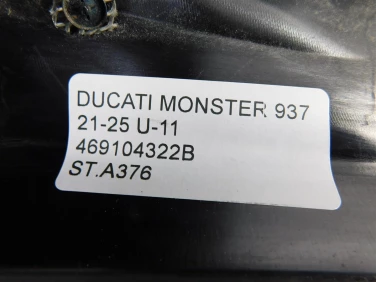 DUCATI MONSTER 937
21-25 U-11
469104322B
ST.A376